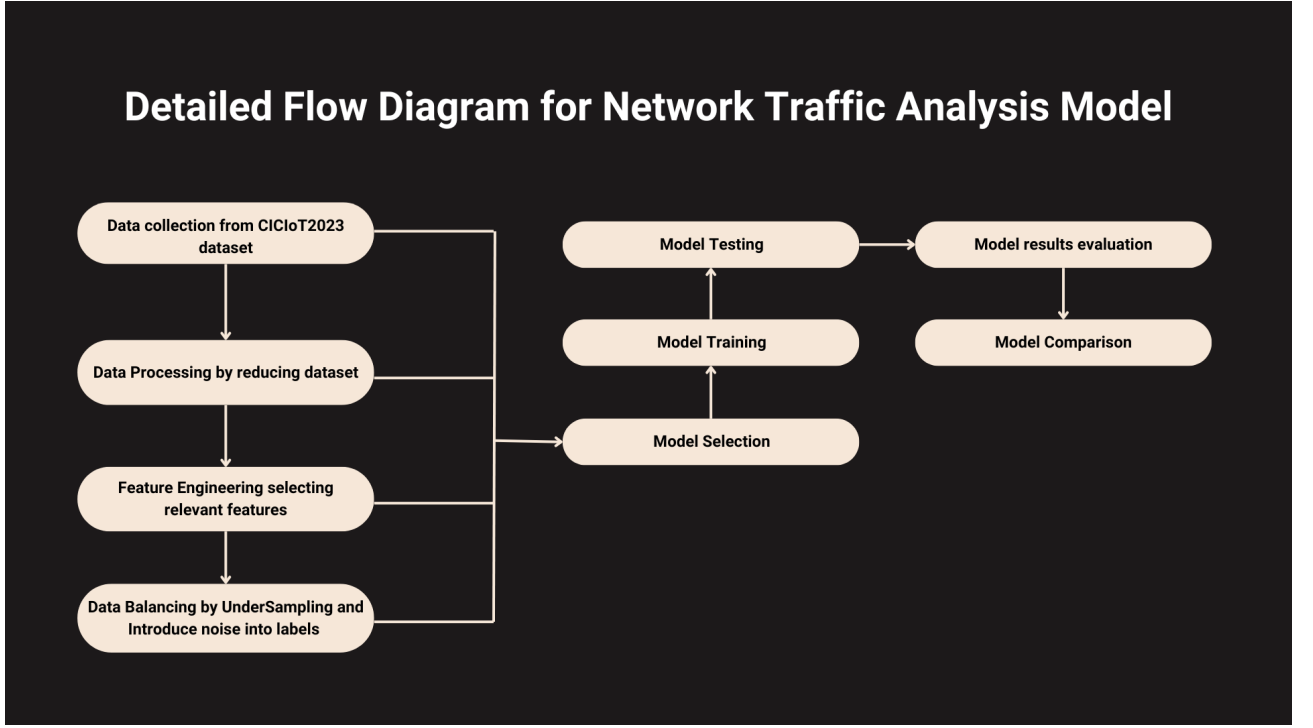 Detailed Flow Diagram for Network Traffic Analysis Model
Data collection from CICIoT2023
dataset
Data Processing by reducing dataset
Feature Engineering selecting
relevant features
Data Balancing by UnderSampling and
Introduce noise into labels
Model Selection
Model Training
Model Testing
Model results evaluation
Model Comparison